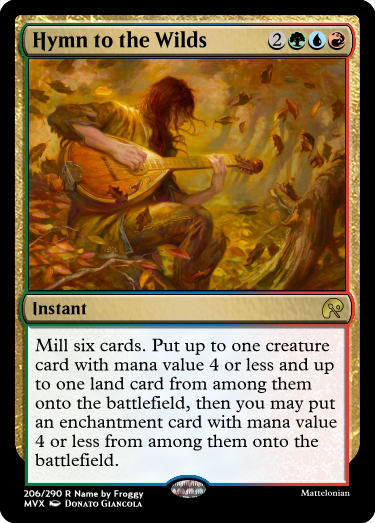 Hymn to the Wilds 2
Instant
Mill six cards. Put up to one creature
card with mana value 4 or less and up
to one land card from among them
onto the battlefield, then you may put
an enchantment card with mana value
4 or less from among them onto the
battlefield.
206/290 R Name by Froggy
MVX Donato Giancola
Mattelonian